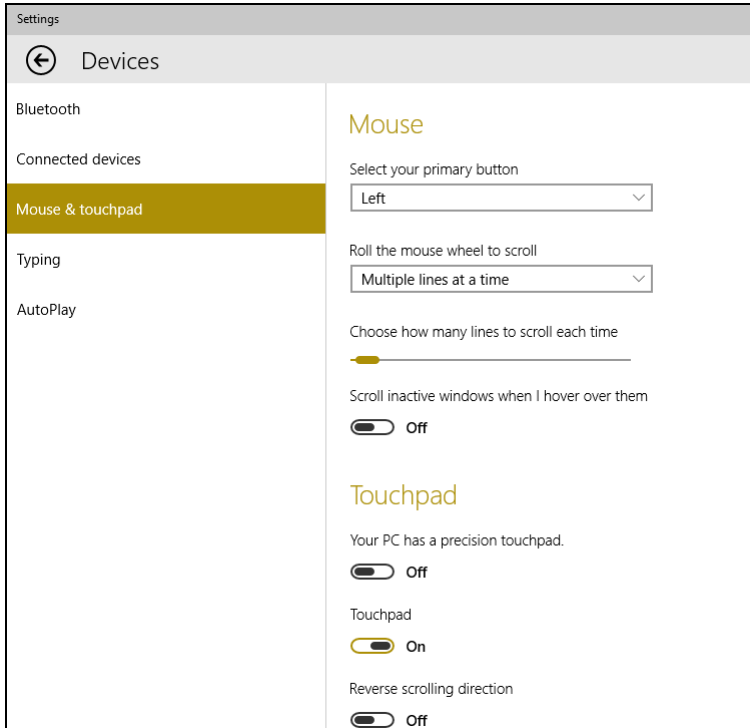 Settings
Devices
Bluetooth
Connected devices
Mouse & touchpad
Typing
AutoPlay
Mouse
Select your primary button
Left
Roll the mouse wheel to scroll
Multiple lines at a time
Choose how many lines to scroll each time
Scroll inactive windows when I hover over them
Off
Touchpad
Your PC has a precision touchpad.
Off
Touchpad
On
Reverse scrolling direction
Off